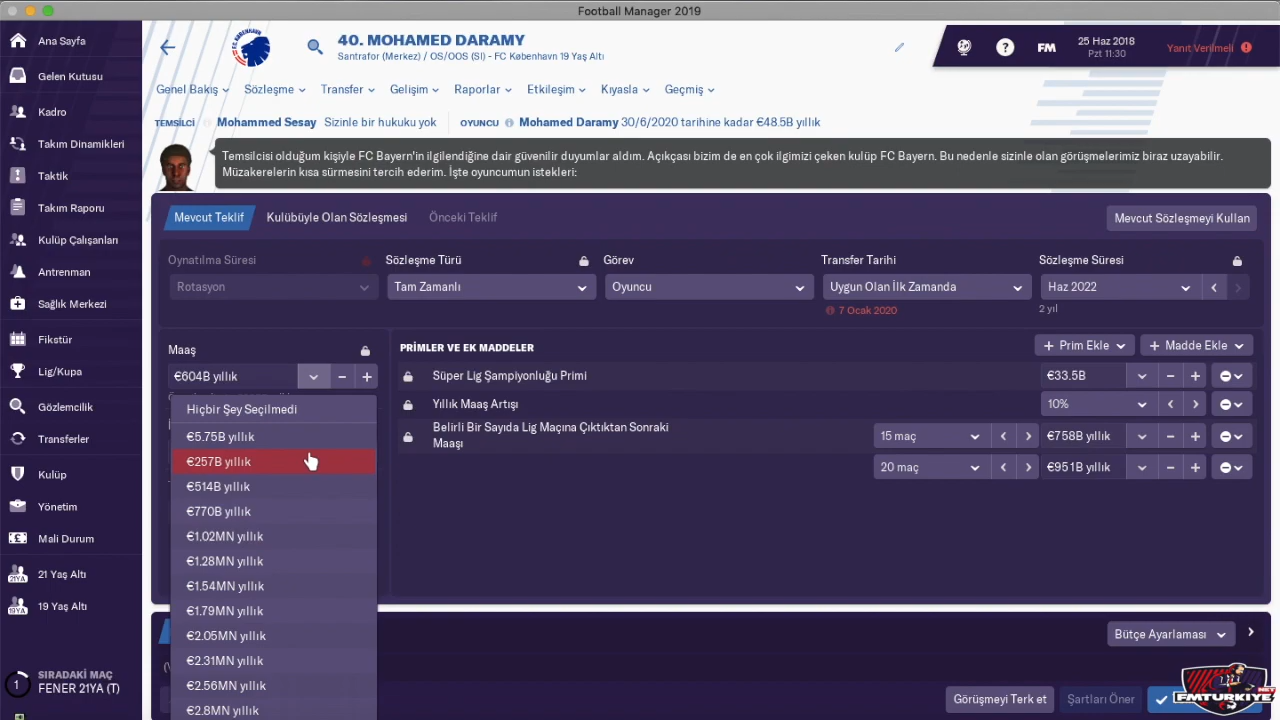 Football Manager 2019
Ana Sayfa
Gelen Kutusu
Kadro
Takım Dinamikleri
Taktik
Takım Raporu
Kulüp Çalışanları
Antrenman
Sağlık Merkezi
Fikstür
Lig/Kupa
Gözlemcilik
Transferler
Kulüp
Yönetim
Mali Durum
21YA 21 Yaş Altı
19YA 19 Yaş Altı
1 SIRADAKİ MAÇ
FENER 21YA (T)
F.C. KØBENHAVN
40. MOHAMED DARAMY
Santrafor (Merkez) / OS/OOS (Sl) - FC København 19 Yaş Altı
? FM
25 Haz 2018
Pzt 11:30
Yanıt Verilmeli
Genel Bakış Sözleşme Transfer Gelişim Raporlar Etkileşim Kıyasla Geçmiş
TEMSİLCİ Mohammed Sesay Sizinle bir hukuku yok OYUNCU Mohamed Daramy 30/6/2020 tarihine kadar €48.5B yıllık
Temsilcisi olduğum kişiyle FC Bayern'in ilgilendiğine dair güvenilir duyumlar aldım. Açıkçası bizim de en çok ilgimizi çeken kulüp FC Bayern. Bu nedenle sizinle olan görüşmelerimiz biraz uzayabilir.
Müzakerelerin kısa sürmesini tercih ederim. İşte oyuncumun istekleri:
Mevcut Teklif Kulübüyle Olan Sözleşmesi Önceki Teklif Mevcut Sözleşmeyi Kullan
Oynatılma Süresi Sözleşme Türü Görev Transfer Tarihi Sözleşme Süresi
Rotasyon Tam Zamanlı Oyuncu Uygun Olan İlk Zamanda Haz 2022
7 Ocak 2020 2 yıl
Maaş
€604B yıllık
Hiçbir Şey Seçilmedi
€5.75B yıllık
€257B yıllık
€514B yıllık
€770B yıllık
€1.02MN yıllık
€1.28MN yıllık
€1.54MN yıllık
€1.79MN yıllık
€2.05MN yıllık
€2.31MN yıllık
€2.56MN yıllık
€2.8MN yıllık
PRİMLER VE EK MADDELER + Prim Ekle + Madde Ekle
Süper Lig Şampiyonluğu Primi €33.5B
Yıllık Maaş Artışı 10%
Belirli Bir Sayıda Lig Maçına Çıktıktan Sonraki
Maaşı
15 maç €758B yıllık
20 maç €951B yıllık
Bütçe Ayarlaması
Görüşmeyi Terk et Şartları Öner
FMTURKIYE.NET